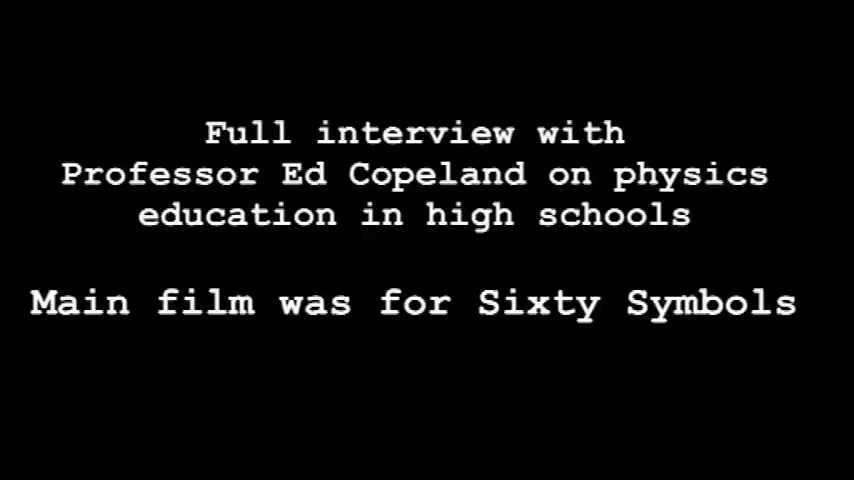 Full interview with
Professor Ed Copeland on physics
education in high schools
Main film was for Sixty Symbols